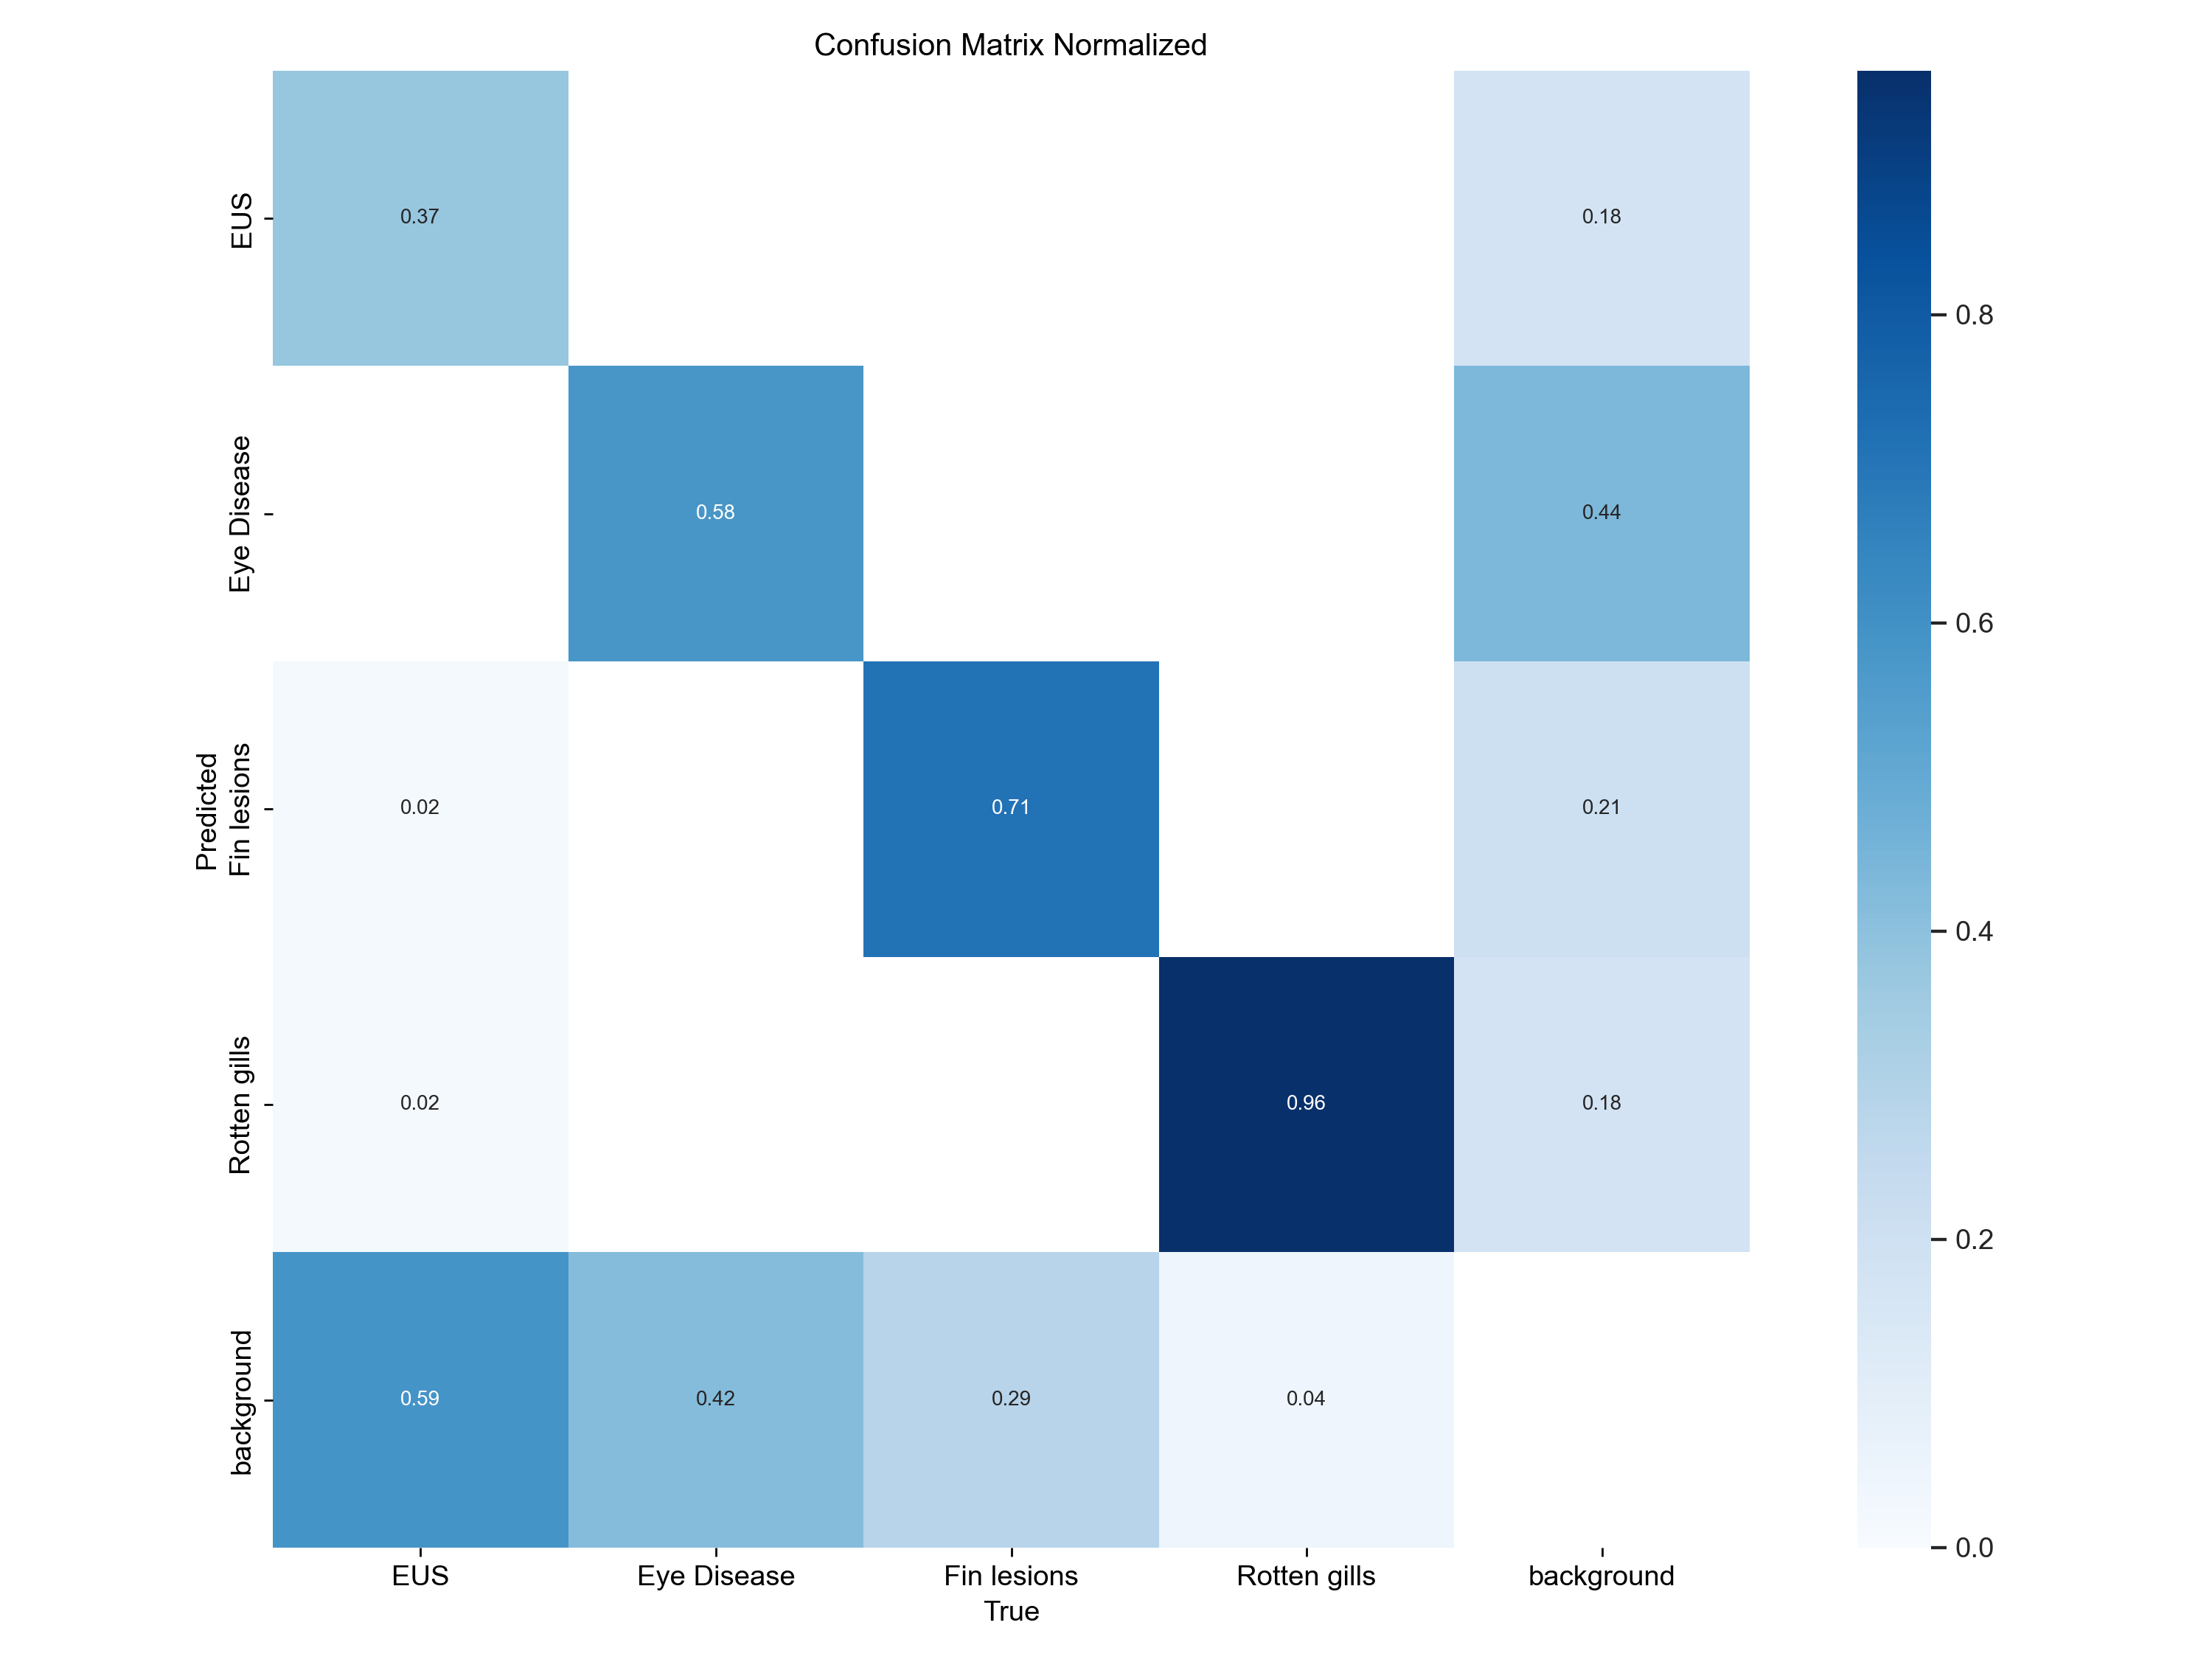 Confusion Matrix Normalized
EUS
0.37
0.18
0.8
Eye Disease
0.58
0.44
0.6
Predicted
Fin lesions
0.02
0.71
0.21
0.4
Rotten gills
0.02
0.96
0.18
0.2
background
0.59
0.42
0.29
0.04
0.0
EUS
Eye Disease
Fin lesions
Rotten gills
background
True